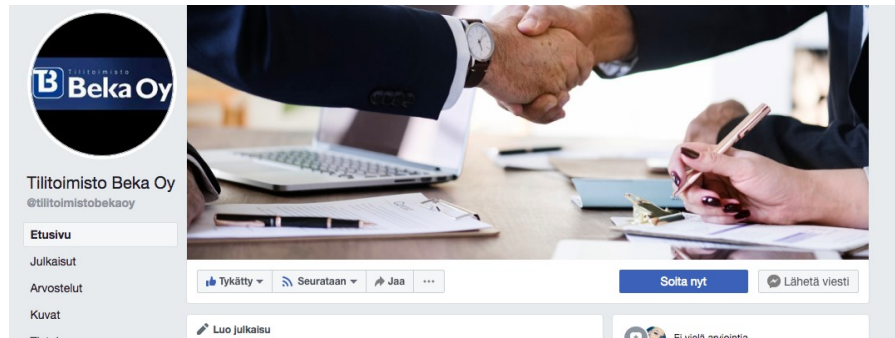 Tilitoimisto
Beka Oy
Tilitoimisto Beka Oy
@tilitoimistobekaoy
Etusivu
Julkaisut
Arvostelut
Kuvat
Tykätty
Seurataan
Jaa
Soita nyt
Lähetä viesti
Luo julkaisu
Ei vielä arviointia